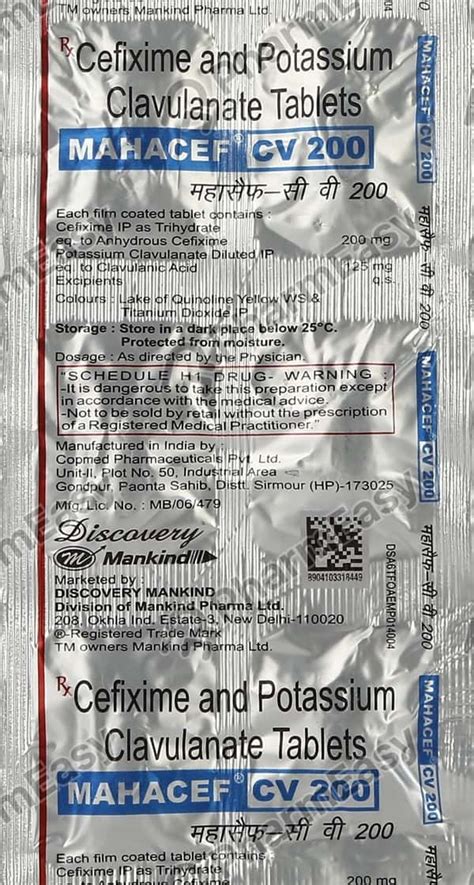 TM owners Mankind Pharma Ltd.
Rx Cefixime and Potassium
Clavulanate Tablets
MAHACEF® CV 200
महासैफ-सी वी 200
Each film coated tablet contains :
Cefixime IP as Trihydrate
eq. to Anhydrous Cefixime 200 mg
Potassium Clavulanate Diluted IP
eq. to Clavulanic Acid 125 mg
Excipients q.s.
Colours : Lake of Quinoline Yellow WS &
Titanium Dioxide IP
Storage : Store in a dark place below 25°C.
Protected from moisture.
Dosage : As directed by the Physician.
"SCHEDULE H1 DRUG- WARNING :
-It is dangerous to take this preparation except
in accordance with the medical advice.
-Not to be sold by retail without the prescription
of a Registered Medical Practitioner."
Manufactured in India by :
Copmed Pharmaceuticals Pvt. Ltd.
Unit-II, Plot No. 50, Industrial Area
Gondpur, Paonta Sahib, Distt. Sirmour (HP)-173025
Mfg. Lic. No. : MB/06/479
Discovery
m Mankind
8904103318449
DSA6TFOAEMP014004
Marketed by :
DISCOVERY MANKIND
Division of Mankind Pharma Ltd.
208, Okhla Ind. Estate-3, New Delhi-110020
®-Registered Trade Mark
TM owners Mankind Pharma Ltd.
Rx Cefixime and Potassium
Clavulanate Tablets
MAHACEF® CV 200
महासैफ-सी वी 200
Each film coated tablet contains
Cefixime IP as Trihydrate
eq. to Anhydrous Cefixime 200 mg
MAHACEF CV 200
महासैफ-सी वी 200
MAHACEF CV 200
महासैफ-सी वी 200
MAHACEF CV 200
PharmEasy